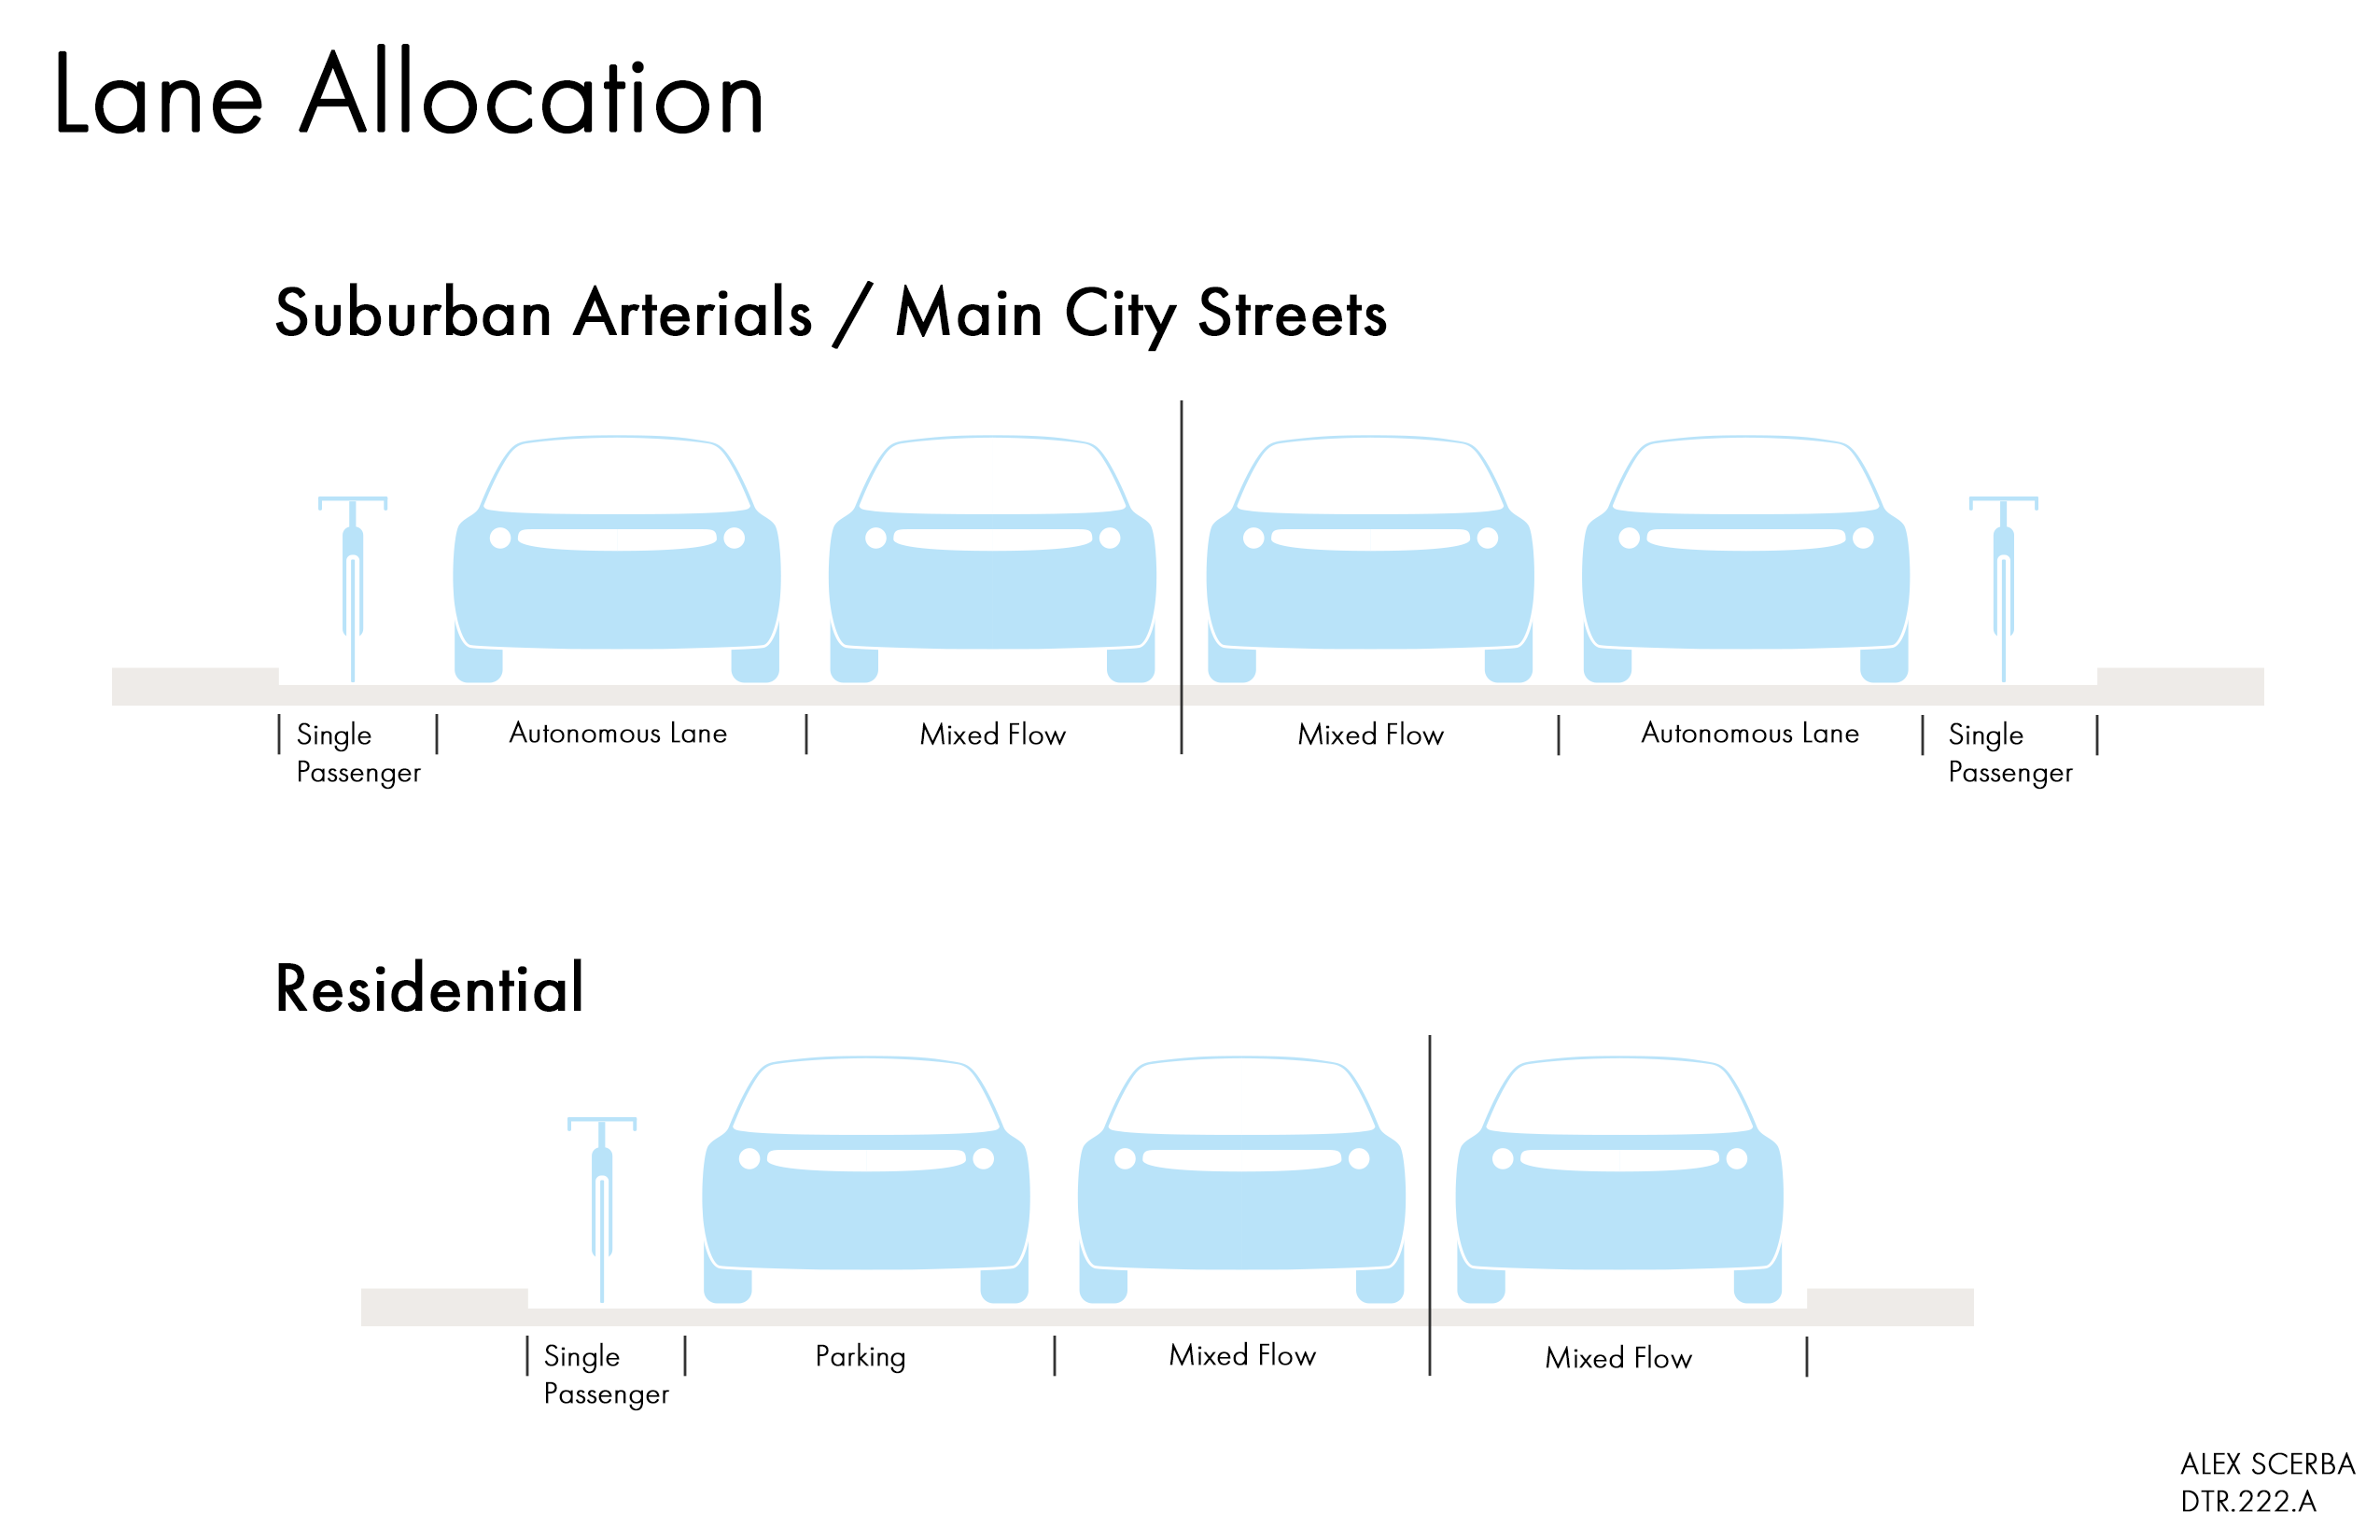 Lane Allocation
Suburban Arterials / Main City Streets
Single
Passenger
Autonomous Lane
Mixed Flow
Mixed Flow
Autonomous Lane
Single
Passenger
Residential
Single
Passenger
Parking
Mixed Flow
Mixed Flow
ALEX SCERBA
DTR.222.A